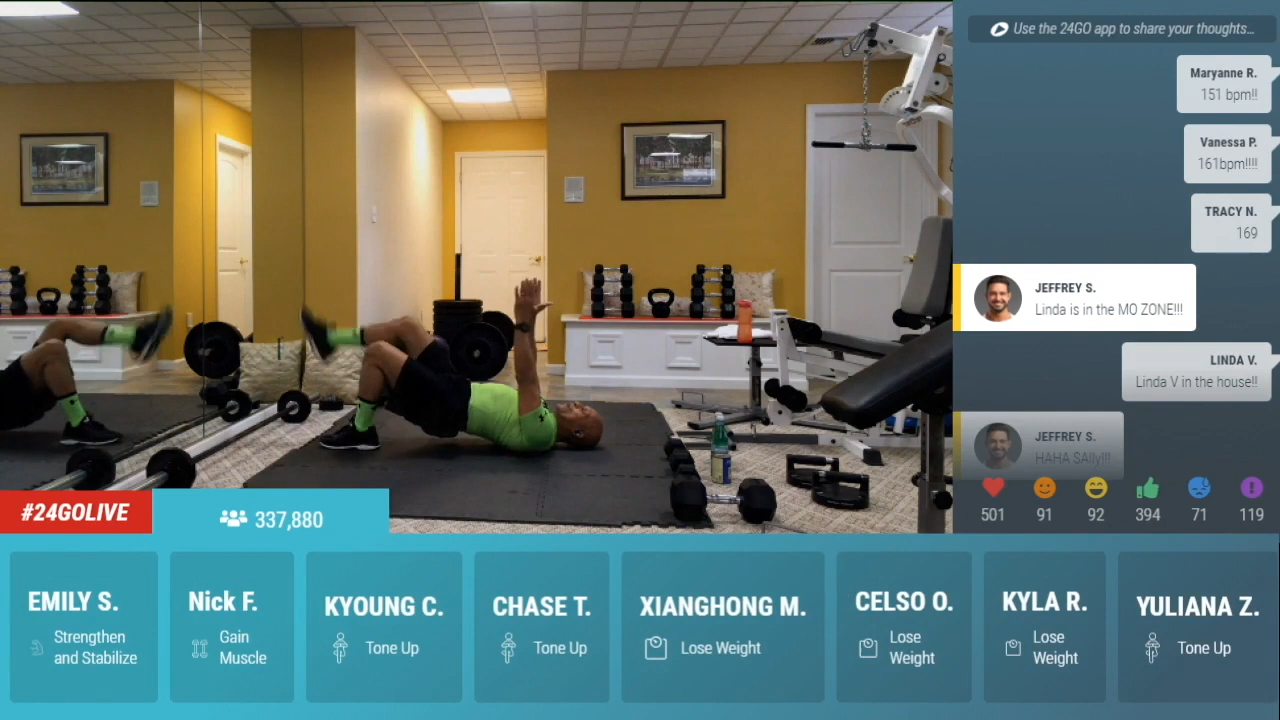 Use the 24GO app to share your thoughts...
Maryanne R.
151 bpm!!
Vanessa P.
161bpm!!!!
TRACY N.
169
JEFFREY S.
Linda is in the MO ZONE!!!
LINDA V.
Linda V in the house!!
JEFFREY S.
HAHA SAlly!!!
501
91
92
394
71
119
#24GOLIVE
337,880
EMILY S.
Strengthen
and Stabilize
Nick F.
Gain
Muscle
KYOUNG C.
Tone Up
CHASE T.
Tone Up
XIANGHONG M.
Lose Weight
CELSO O.
Lose
Weight
KYLA R.
Lose
Weight
YULIANA Z.
Tone Up